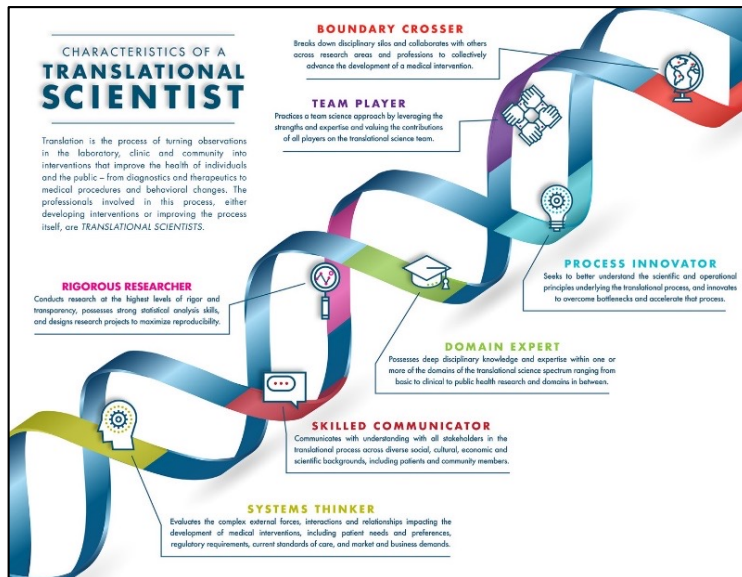 CHARACTERISTICS OF A
TRANSLATIONAL
SCIENTIST
Translation is the process of turning observations
in the laboratory, clinic and community into
interventions that improve the health of individuals
and the public – from diagnostics and therapeutics to
medical procedures and behavioral changes. The
professionals involved in this process, either
developing interventions or improving the process
itself, are TRANSLATIONAL SCIENTISTS.
BOUNDARY CROSSER
Breaks down disciplinary silos and collaborates with others
across research areas and professions to collectively
advance the development of a medical intervention.
TEAM PLAYER
Practices a team science approach by leveraging the
strengths and expertise and valuing the contributions
of all players on the translational science team.
PROCESS INNOVATOR
Seeks to better understand the scientific and operational
principles underlying the translational process, and innovates
to overcome bottlenecks and accelerate that process.
RIGOROUS RESEARCHER
Conducts research at the highest levels of rigor and
transparency, possesses strong statistical analysis skills,
and designs research projects to maximize reproducibility.
DOMAIN EXPERT
Possesses deep disciplinary knowledge and expertise within one or
more of the domains of the translational science spectrum ranging from
basic to clinical to public health research and domains in between.
SKILLED COMMUNICATOR
Communicates with understanding with all stakeholders in the
translational process across diverse social, cultural, economic and
scientific backgrounds, including patients and community members.
SYSTEMS THINKER
Evaluates the complex external forces, interactions and relationships impacting the
development of medical interventions, including patient needs and preferences,
regulatory requirements, current standards of care, and market and business demands.